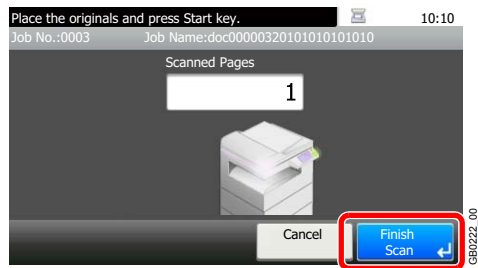 Place the originals and press Start key.
10:10
Job No.:0003 Job Name:doc00000320101010101010
Scanned Pages
1
Cancel
Finish
Scan
GB0222_00